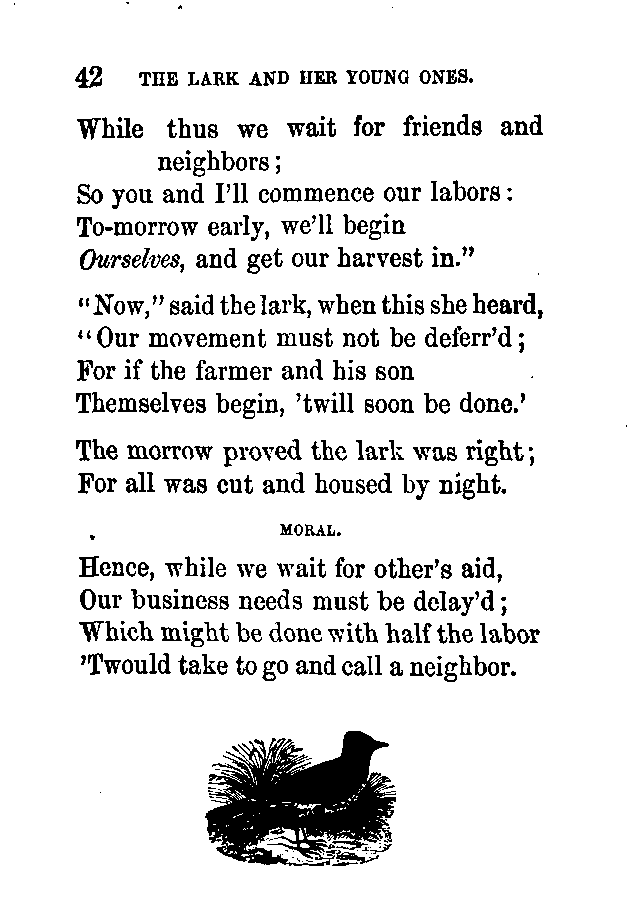 42 THE LARK AND HER YOUNG ONES.
While thus we wait for friends and
neighbors;
So you and I'll commence our labors:
To-morrow early, we'll begin
Ourselves, and get our harvest in."
"Now," said the lark, when this she heard,
"Our movement must not be deferr'd;
For if the farmer and his son
Themselves begin, 'twill soon be done.'
The morrow proved the lark was right;
For all was cut and housed by night.
MORAL.
Hence, while we wait for other's aid,
Our business needs must be delay'd;
Which might be done with half the labor
'Twould take to go and call a neighbor.